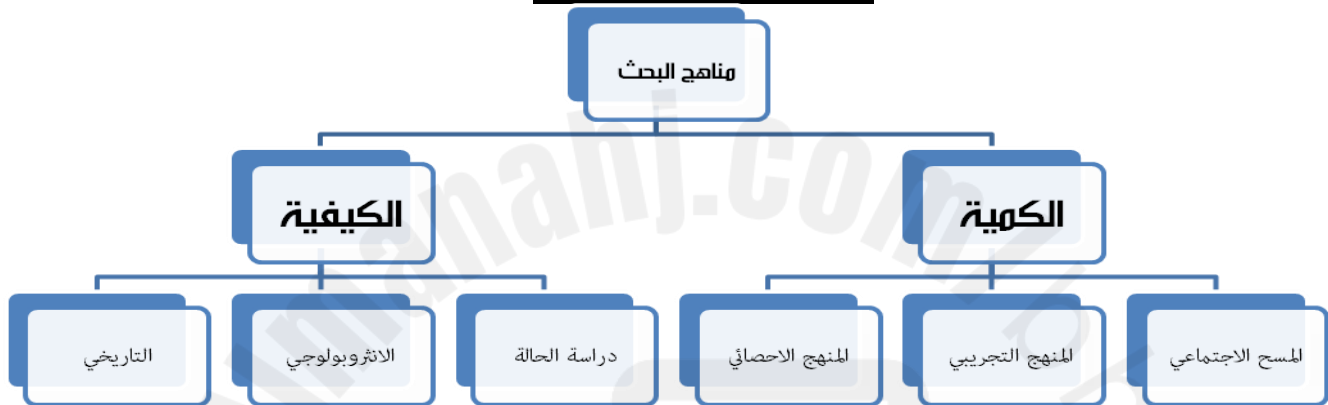 مناهج البحث
الكمية
الكيفية
المسح الاجتماعي
المنهج التجريبي
المنهج الاحصائي
دراسة الحالة
الانثروبولوجي
التاريخي